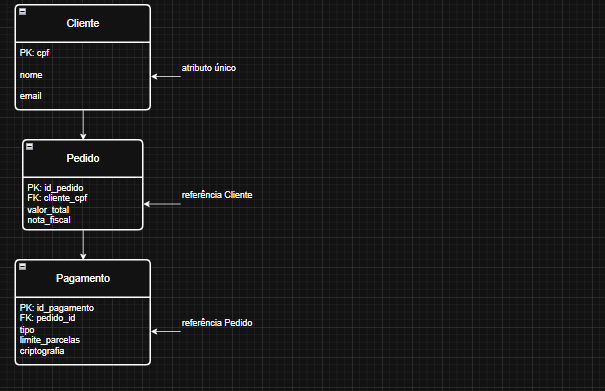 Cliente
PK: cpf
nome
atributo único
email
Pedido
PK: id_pedido
FK: cliente_cpf
referência Cliente
valor_total
nota_fiscal
Pagamento
PK: id_pagamento
FK: pedido_id
referência Pedido
tipo
limite_parcelas
criptografia